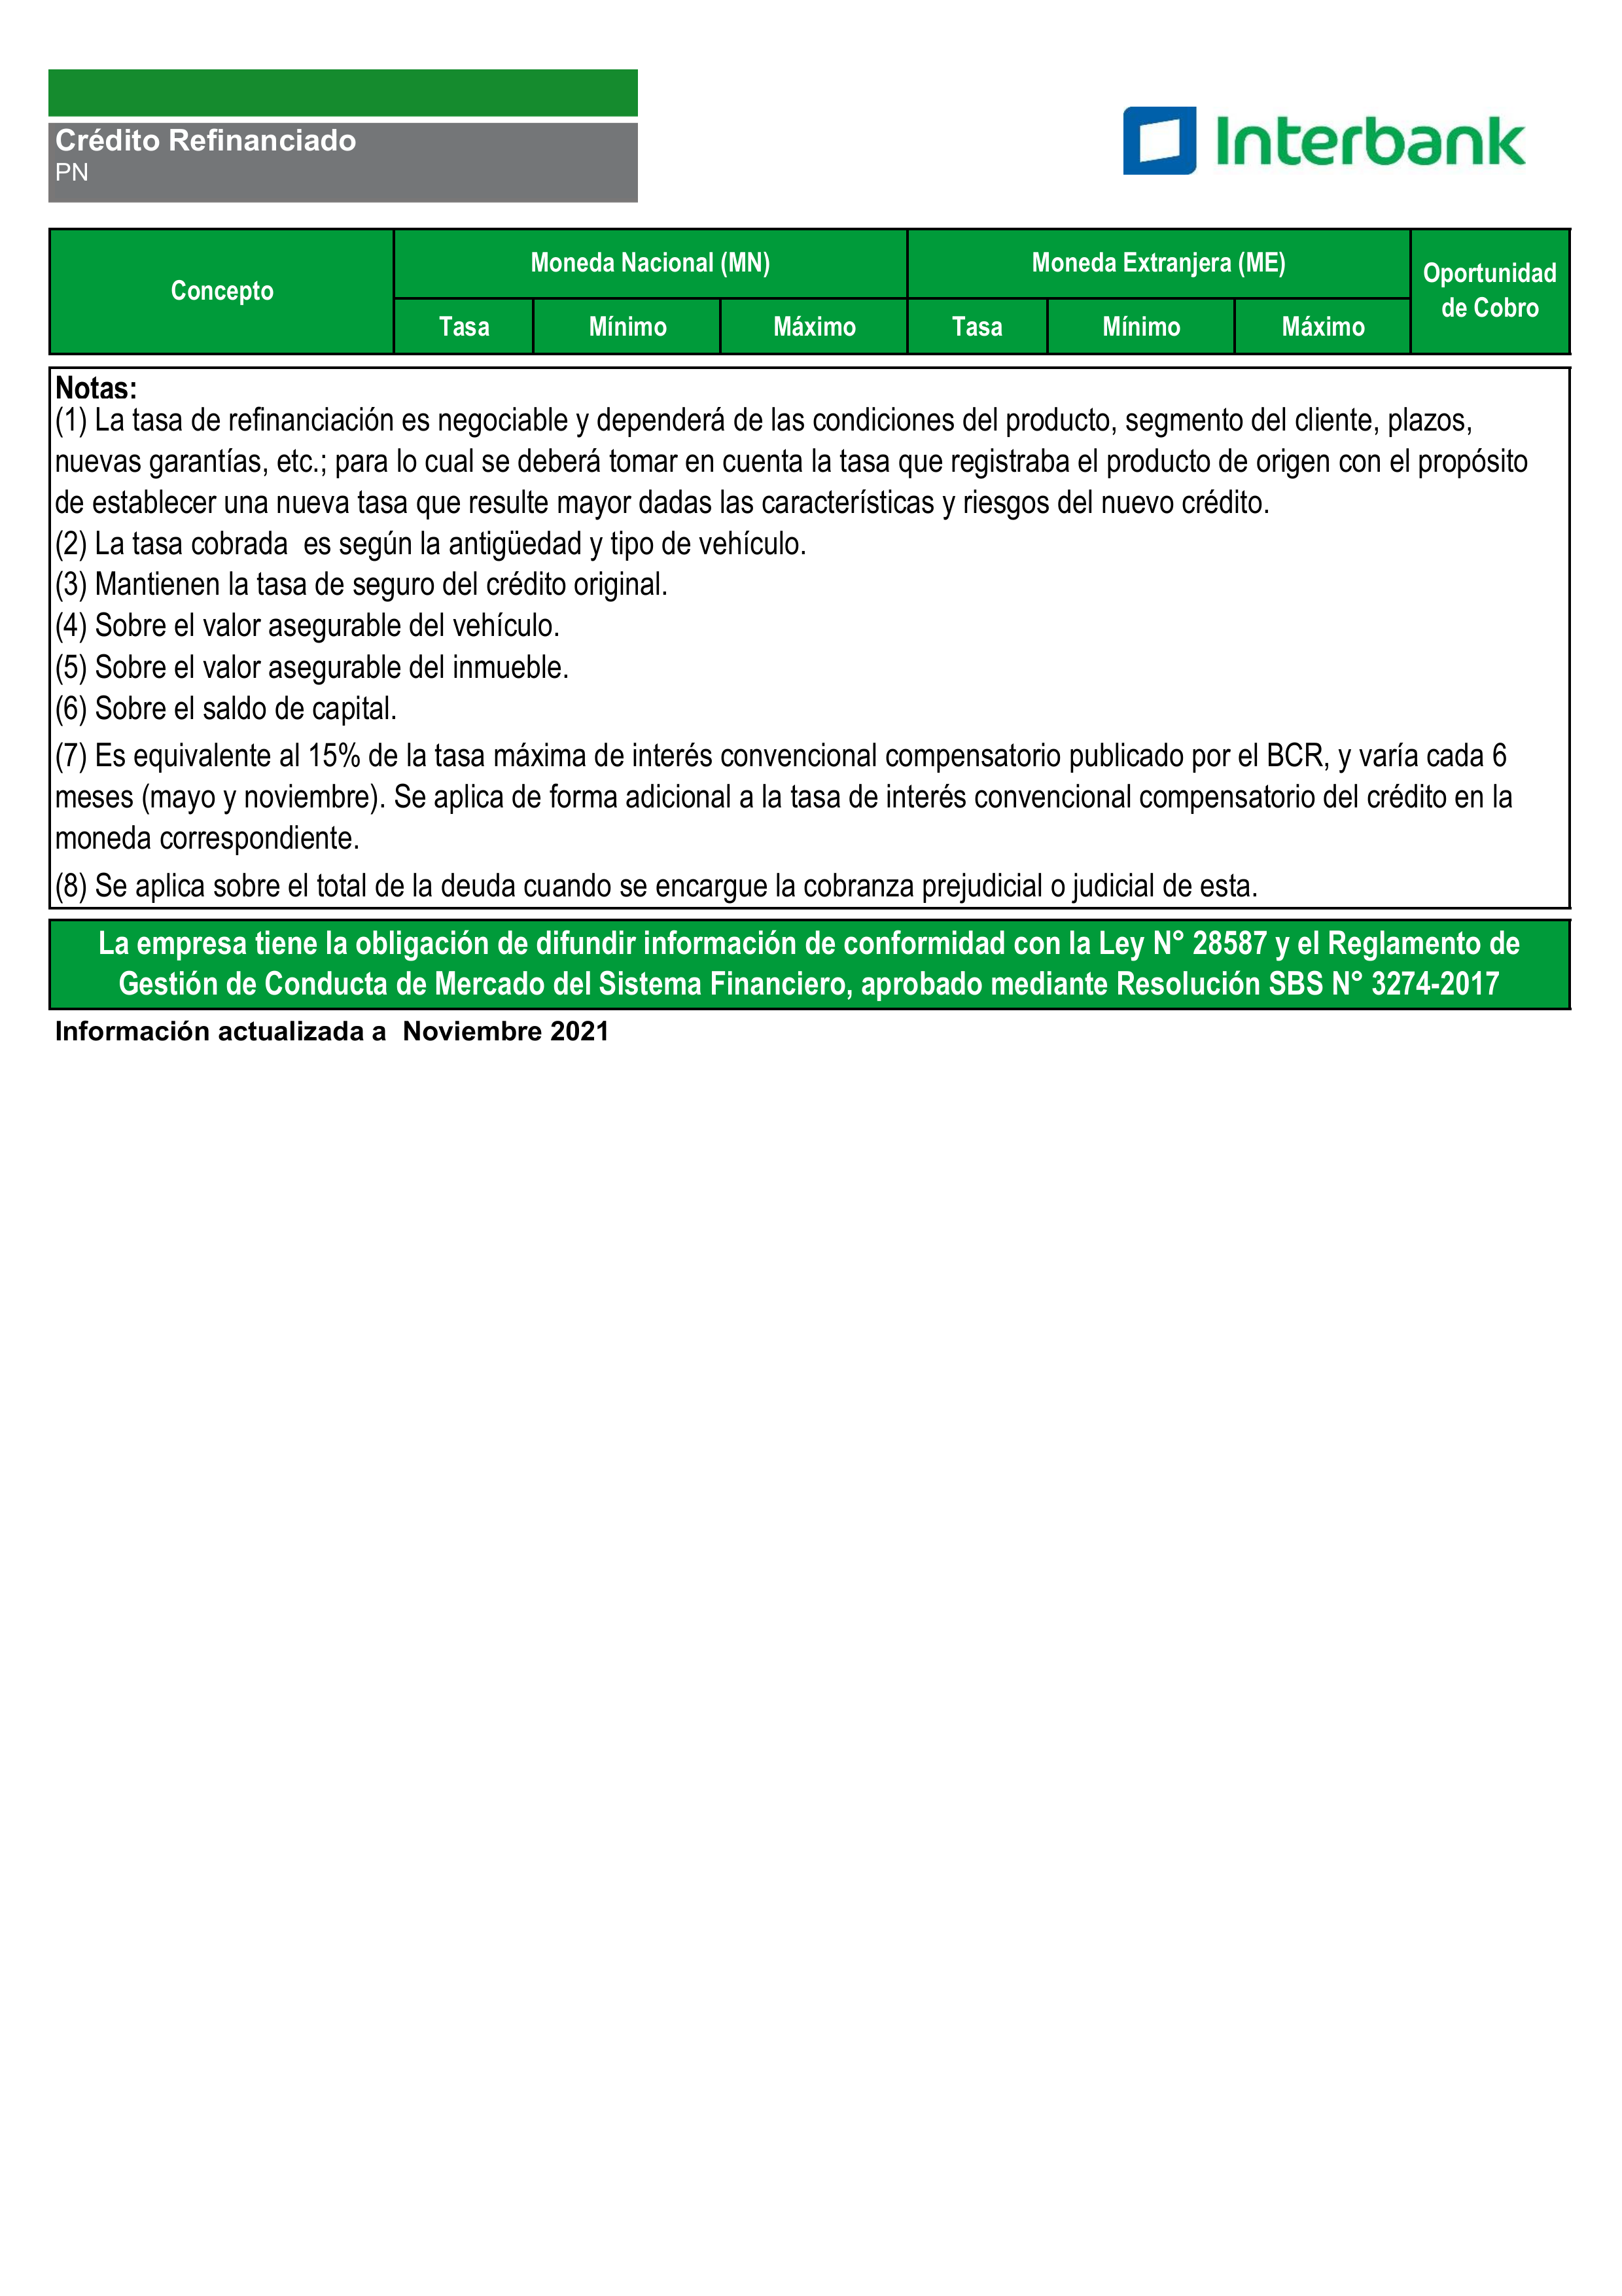 Crédito Refinanciado
PN
Interbank
Concepto
Moneda Nacional (MN)
Moneda Extranjera (ME)
Oportunidad
de Cobro
Tasa
Mínimo
Máximo
Tasa
Mínimo
Máximo
Notas:
(1) La tasa de refinanciación es negociable y dependerá de las condiciones del producto, segmento del cliente, plazos,
nuevas garantías, etc.; para lo cual se deberá tomar en cuenta la tasa que registraba el producto de origen con el propósito
de establecer una nueva tasa que resulte mayor dadas las características y riesgos del nuevo crédito.
(2) La tasa cobrada  es según la antigüedad y tipo de vehículo.
(3) Mantienen la tasa de seguro del crédito original.
(4) Sobre el valor asegurable del vehículo.
(5) Sobre el valor asegurable del inmueble.
(6) Sobre el saldo de capital.
(7) Es equivalente al 15% de la tasa máxima de interés convencional compensatorio publicado por el BCR, y varía cada 6
meses (mayo y noviembre). Se aplica de forma adicional a la tasa de interés convencional compensatorio del crédito en la
moneda correspondiente.
(8) Se aplica sobre el total de la deuda cuando se encargue la cobranza prejudicial o judicial de esta.
La empresa tiene la obligación de difundir información de conformidad con la Ley N° 28587 y el Reglamento de
Gestión de Conducta de Mercado del Sistema Financiero, aprobado mediante Resolución SBS N° 3274-2017
Información actualizada a  Noviembre 2021